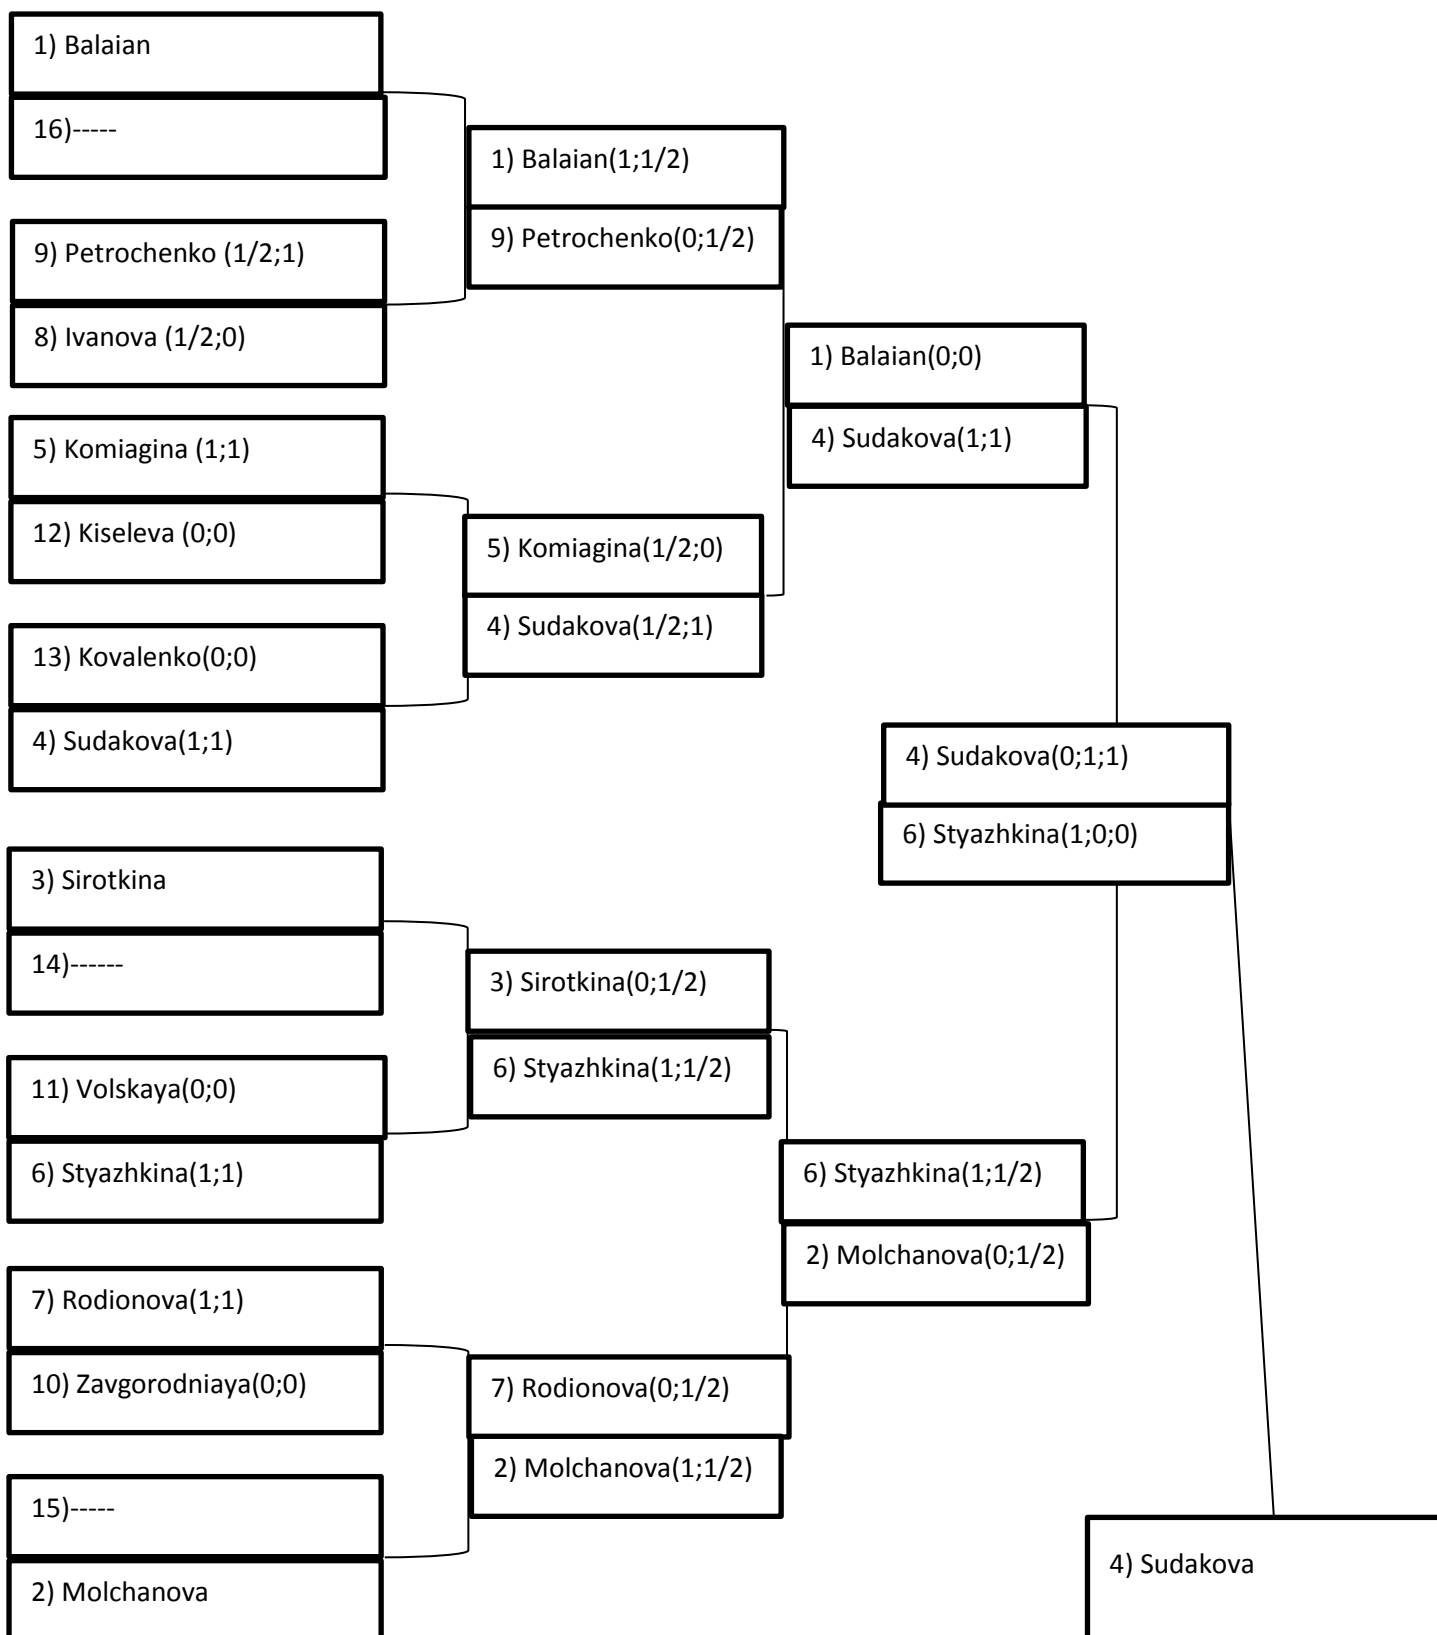 1) Balaian
16)-----
9) Petrochenko (1/2;1)
8) Ivanova (1/2;0)
5) Komiagina (1;1)
12) Kiseleva (0;0)
13) Kovalenko(0;0)
4) Sudakova(1;1)
3) Sirotkina
14)------
11) Volskaya(0;0)
6) Styazhkina(1;1)
7) Rodionova(1;1)
10) Zavgorodniaya(0;0)
15)-----
2) Molchanova
1) Balaian(1;1/2)
9) Petrochenko(0;1/2)
5) Komiagina(1/2;0)
4) Sudakova(1/2;1)
3) Sirotkina(0;1/2)
6) Styazhkina(1;1/2)
7) Rodionova(0;1/2)
2) Molchanova(1;1/2)
1) Balaian(0;0)
4) Sudakova(1;1)
6) Styazhkina(1;1/2)
2) Molchanova(0;1/2)
4) Sudakova(0;1;1)
6) Styazhkina(1;0;0)
4) Sudakova